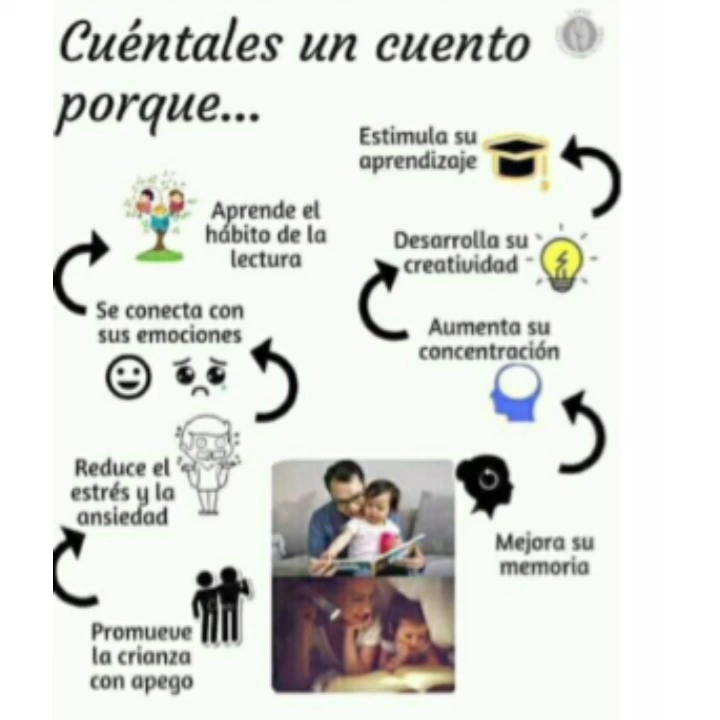 Cuéntales un cuento
porque...
Estimula su
aprendizaje
Aprende el
hábito de la
lectura
Desarrolla su
creatividad
Se conecta con
sus emociones
Aumenta su
concentración
Reduce el
estrés y la
ansiedad
Mejora su
memoria
Promueve
la crianza
con apego